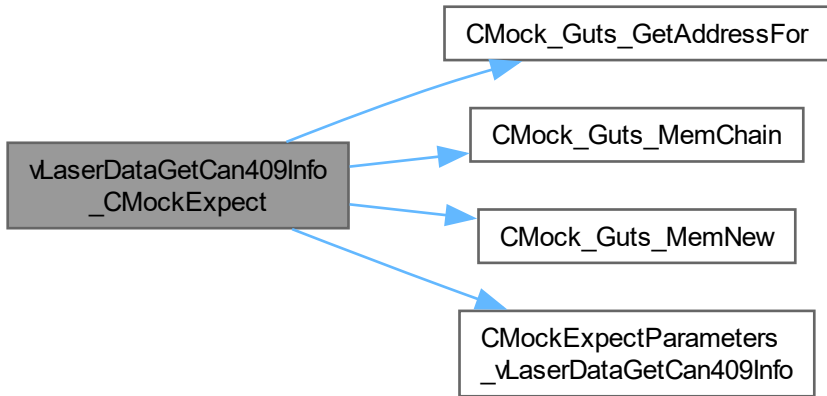 CMock_Guts_GetAddressFor
CMock_Guts_MemChain
vLaserDataGetCan409Info
_CMockExpect
CMock_Guts_MemNew
CMockExpectParameters
_vLaserDataGetCan409Info